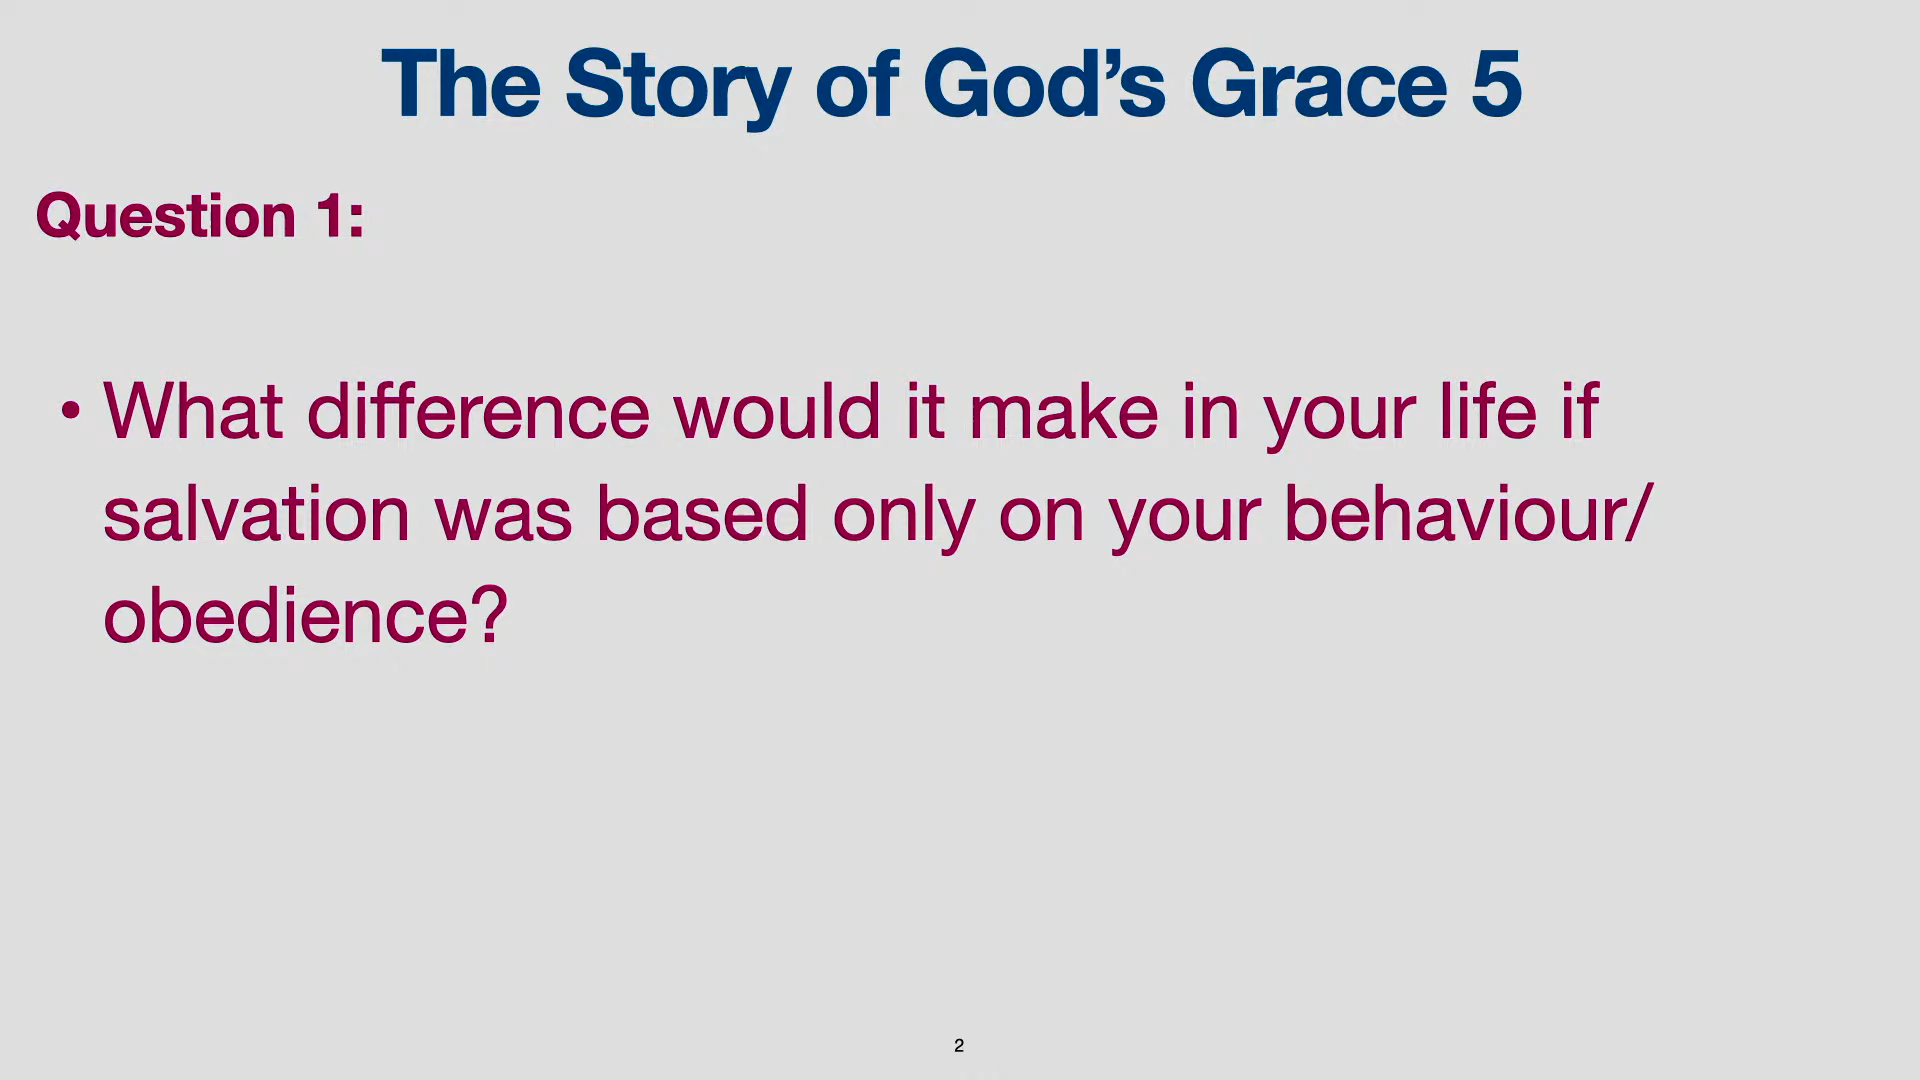 The Story of God’s Grace 5
Question 1:
• What difference would it make in your life if
salvation was based only on your behaviour/
obedience?
2